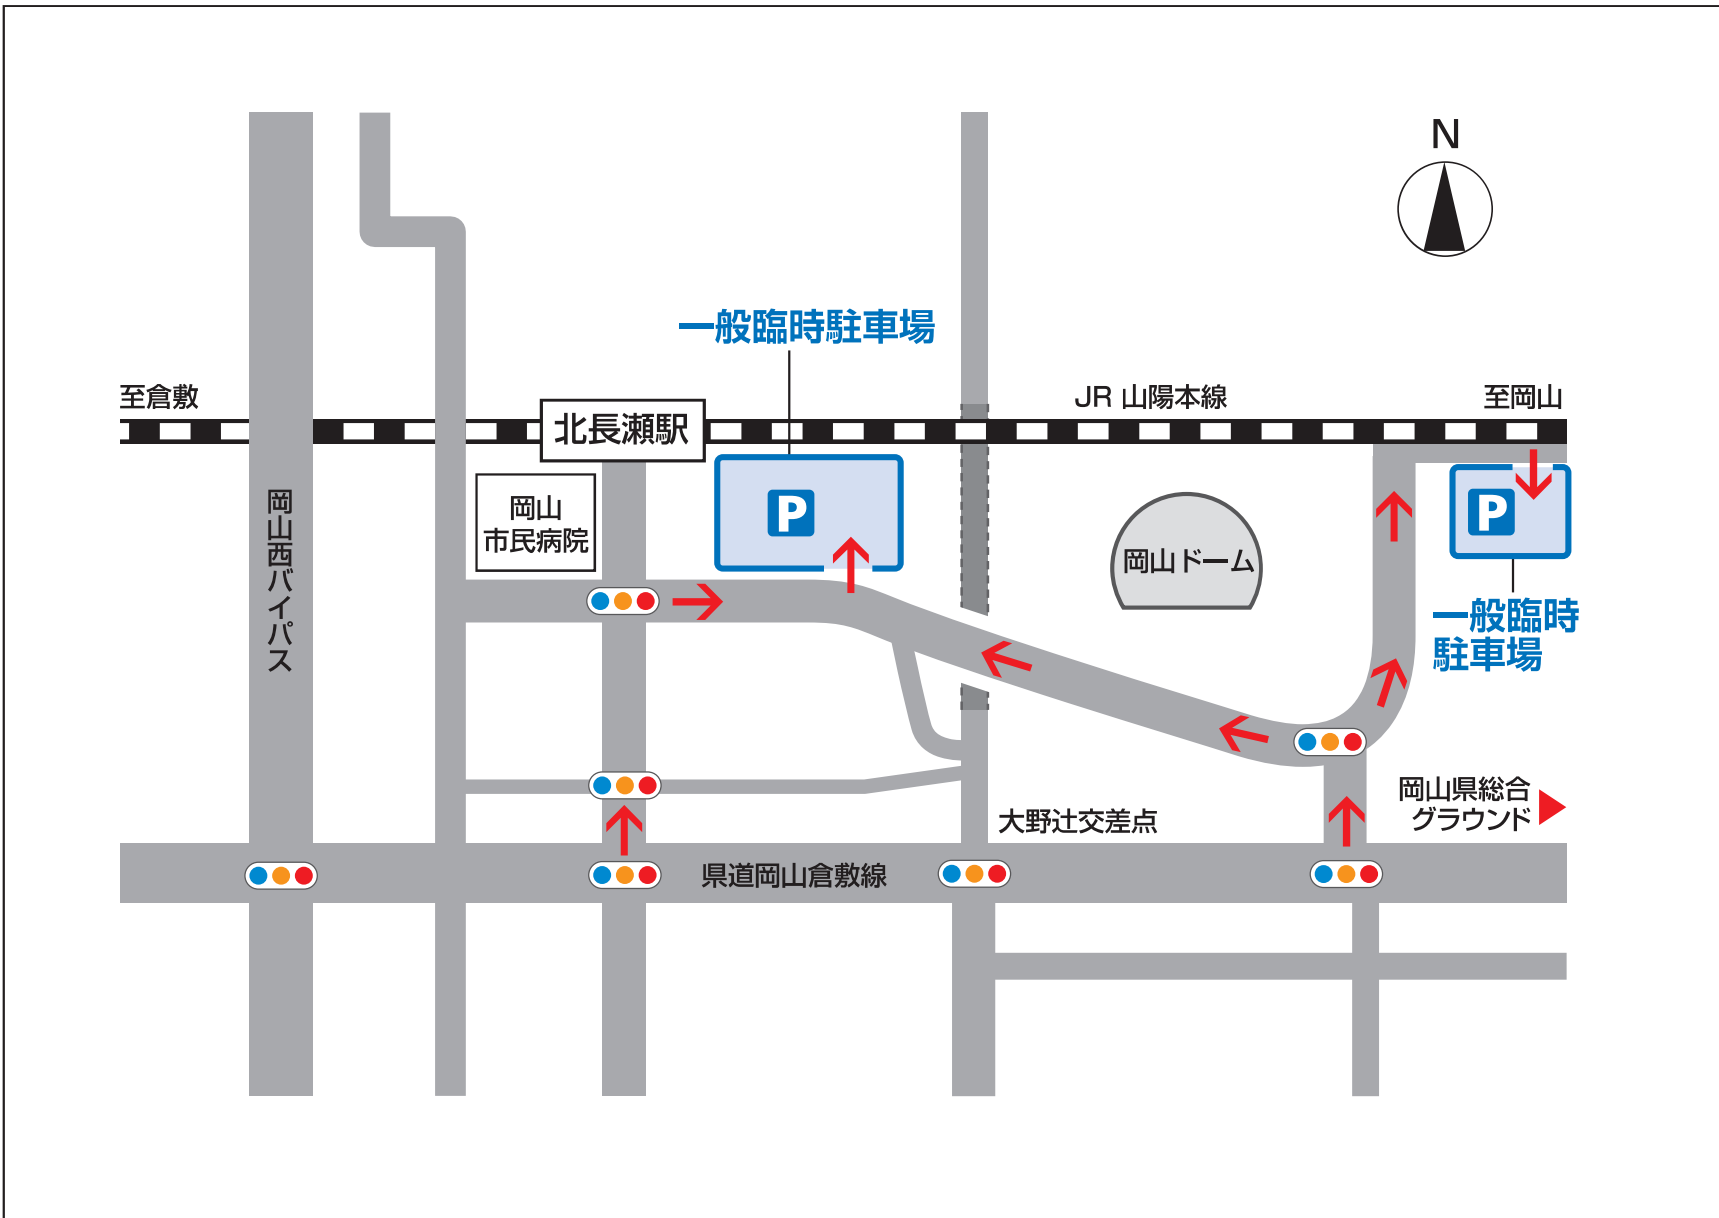 N
一般臨時駐車場
至倉敷
JR 山陽本線
至岡山
北長瀬駅
岡山
市民病院
P
P
岡山ドーム
岡山西バイパス
一般臨時
駐車場
岡山県総合
グラウンド
大野辻交差点
県道岡山倉敷線